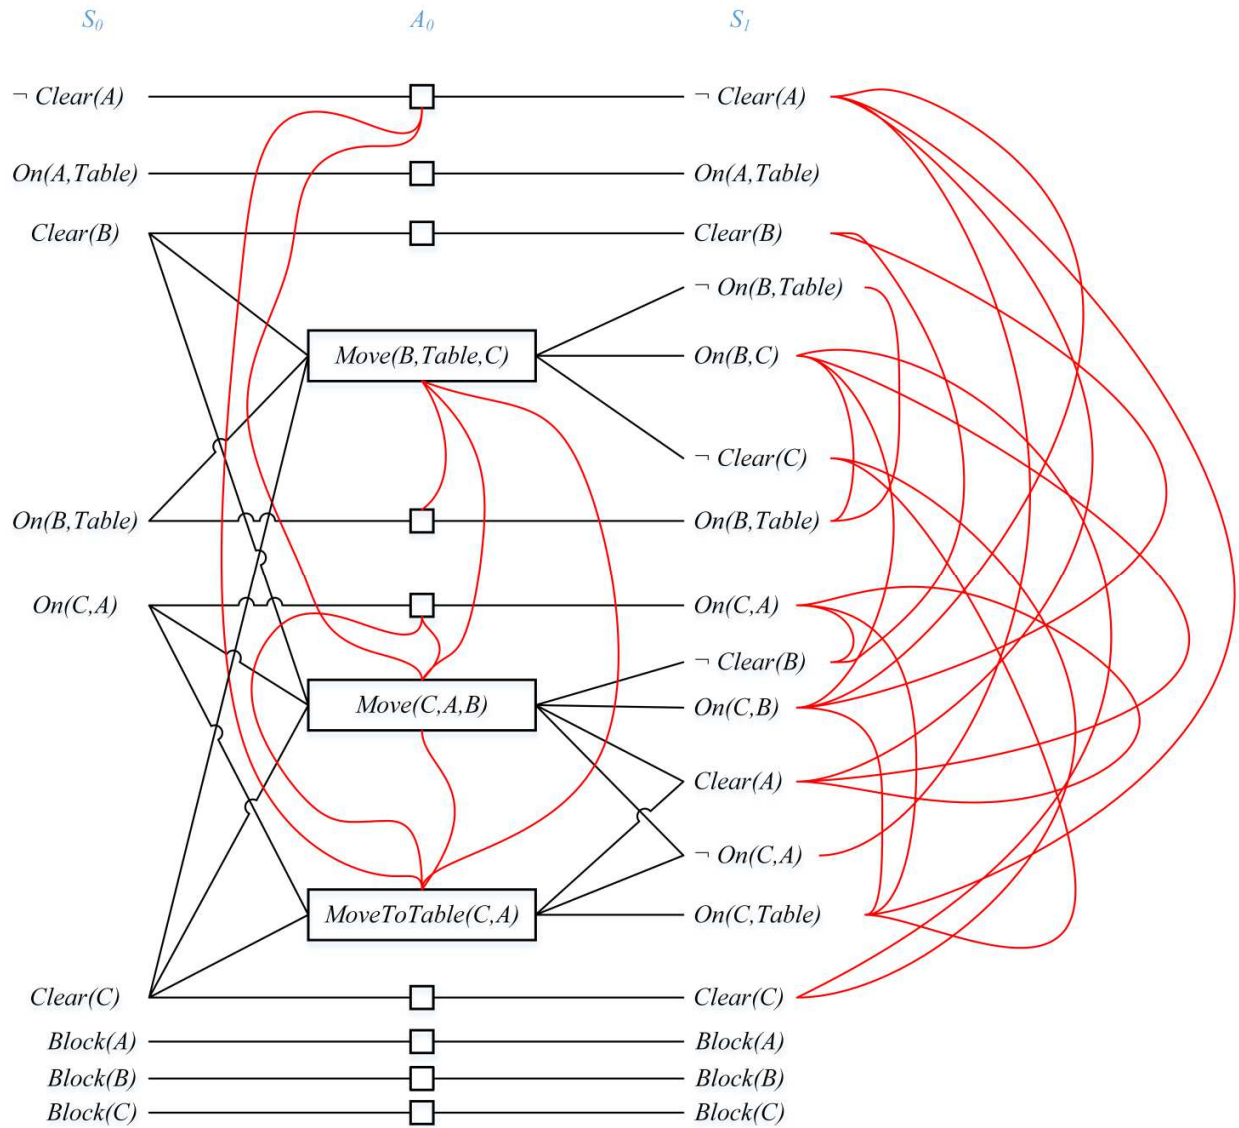 S0 A0 S1
¬ Clear(A) ¬ Clear(A)
On(A,Table) On(A,Table)
Clear(B) Clear(B)
¬ On(B,Table)
Move(B,Table,C) On(B,C)
¬ Clear(C)
On(B,Table) On(B,Table)
On(C,A) On(C,A)
¬ Clear(B)
Move(C,A,B) On(C,B)
Clear(A)
¬ On(C,A)
MoveToTable(C,A) On(C,Table)
Clear(C) Clear(C)
Block(A) Block(A)
Block(B) Block(B)
Block(C) Block(C)